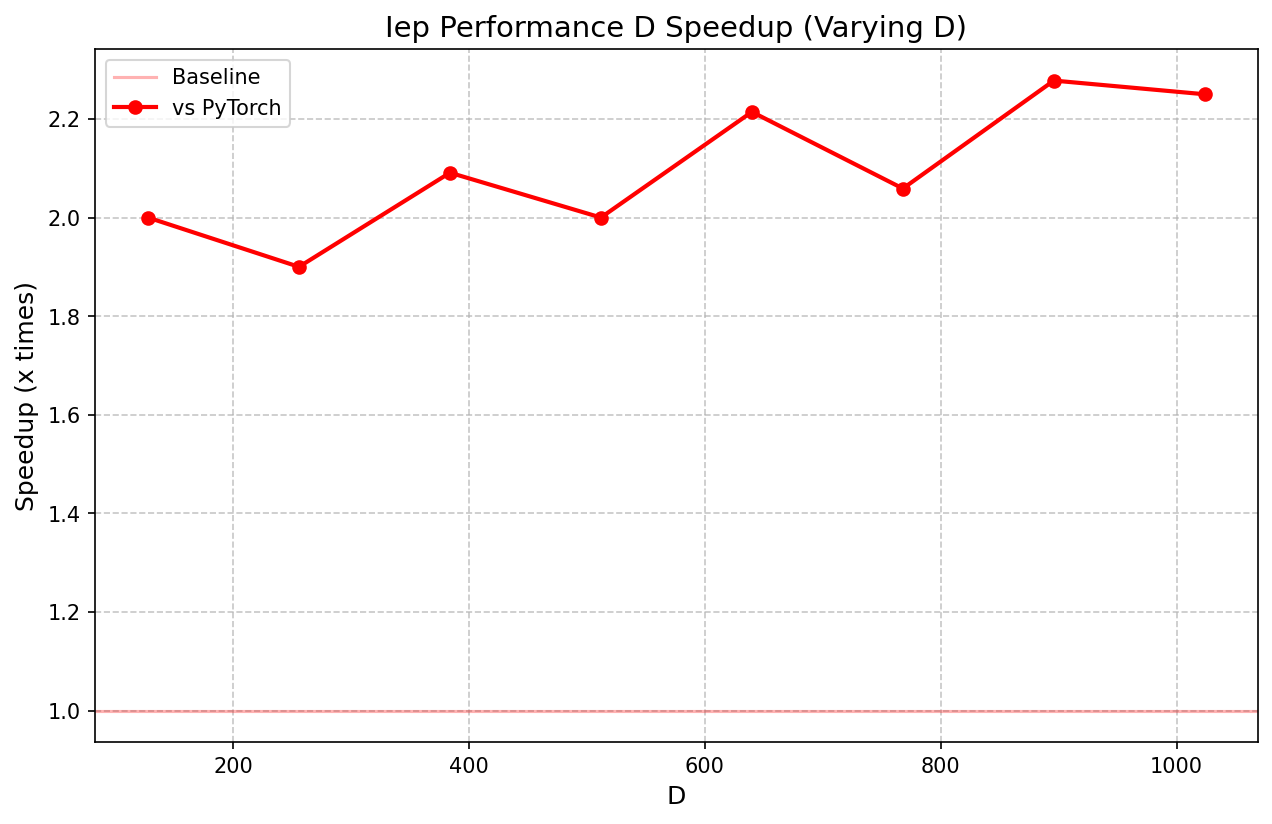 Iep Performance D Speedup (Varying D)
Baseline
vs PyTorch
Speedup (x times)
2.2
2.0
1.8
1.6
1.4
1.2
1.0
200
400
600
800
1000
D